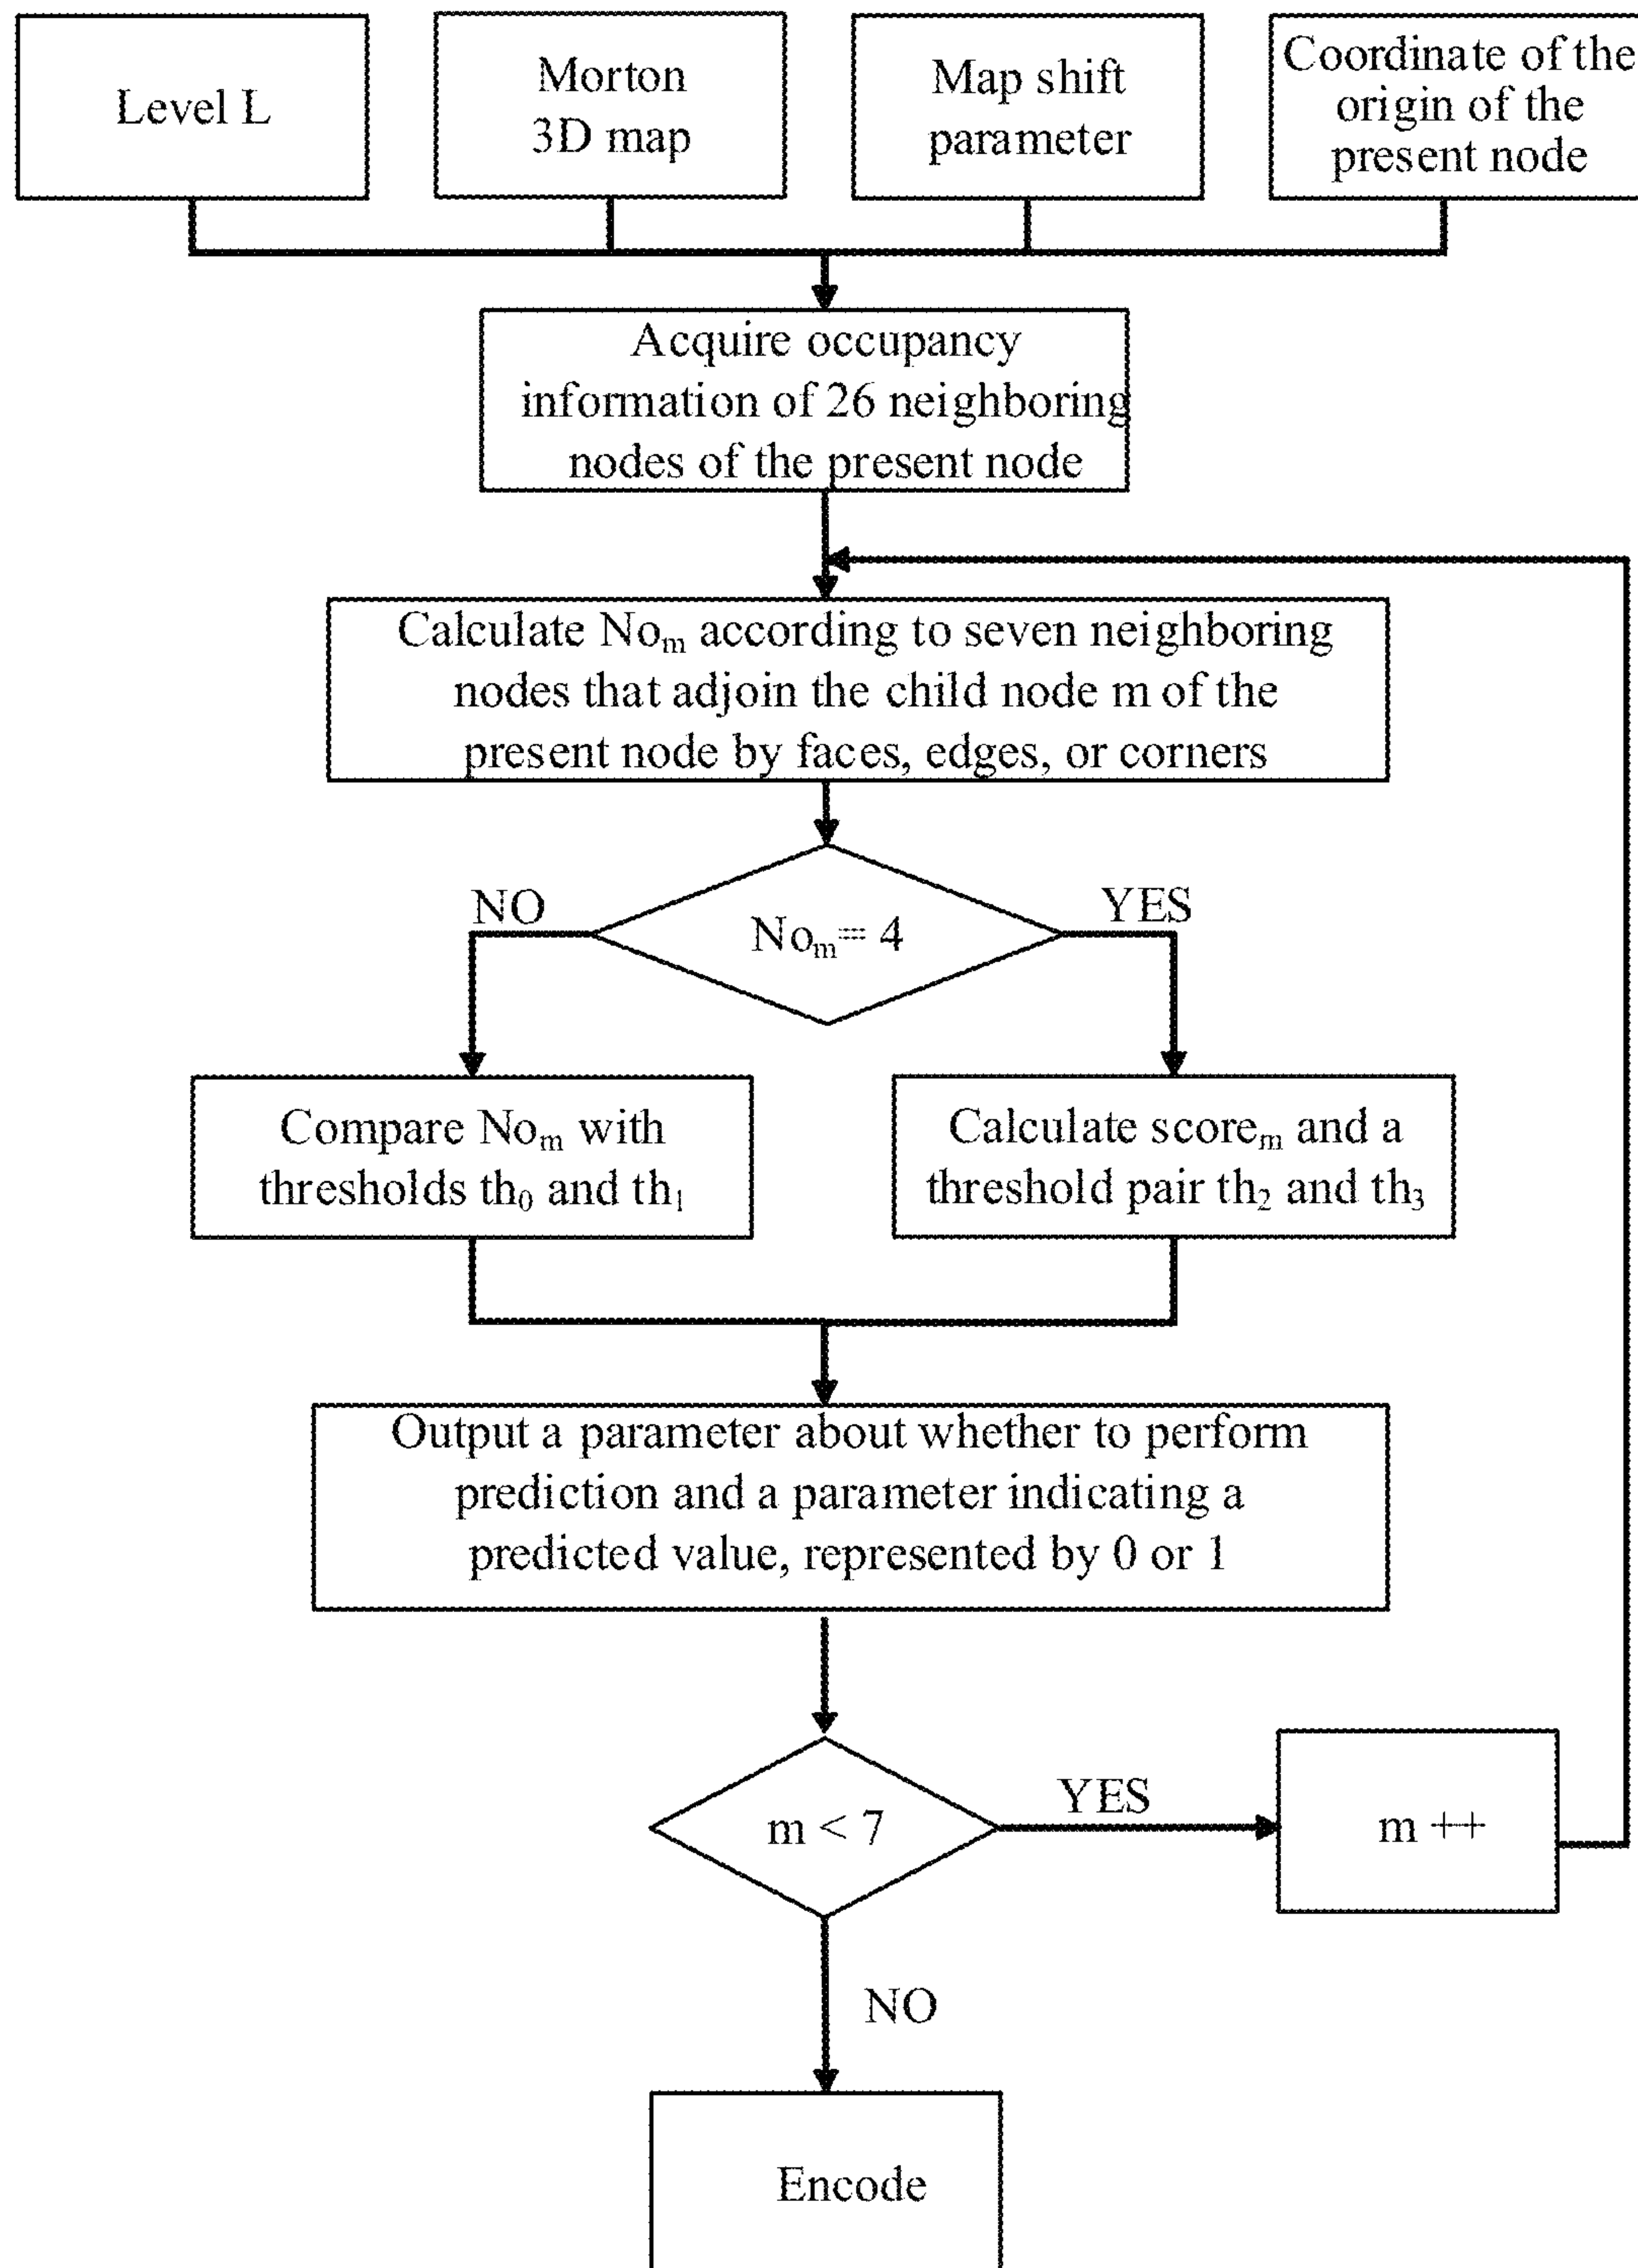 Level L
Morton
3D map
Map shift
parameter
Coordinate of the
origin of the
present node
Acquire occupancy
information of 26 neighboring
nodes of the present node
Calculate Noₘ according to seven neighboring
nodes that adjoin the child node m of the
present node by faces, edges, or corners
NO
Noₘ= 4
YES
Compare Noₘ with
thresholds th₀ and th₁
Calculate scoreₘ and a
threshold pair th₂ and th₃
Output a parameter about whether to perform
prediction and a parameter indicating a
predicted value, represented by 0 or 1
m < 7
YES
m ++
NO
Encode